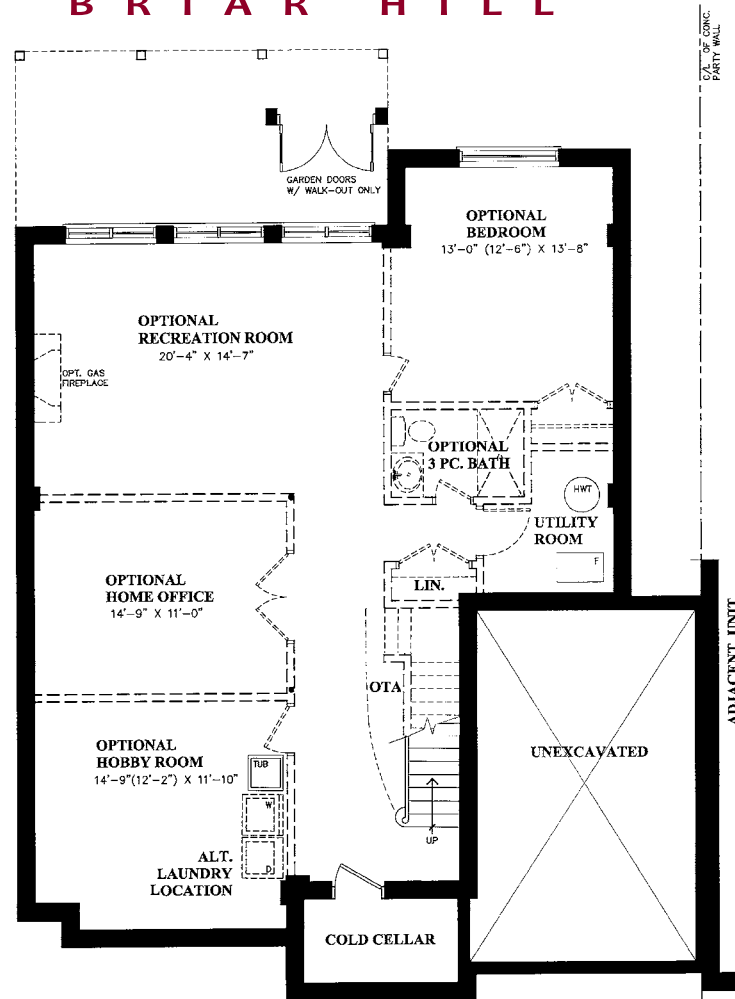 BRIAR HILL
C/L OF CONC.
PARTY WALL
GARDEN DOORS
W/ WALK-OUT ONLY
OPTIONAL
BEDROOM
13'-0" (12'-6") X 13'-8"
OPTIONAL
RECREATION ROOM
20'-4" X 14'-7"
OPT. GAS
FIREPLACE
OPTIONAL
3 PC. BATH
HWT
UTILITY
ROOM
F
LIN.
OPTIONAL
HOME OFFICE
14'-9" X 11'-0"
OTA
ADJACENT UNIT
OPTIONAL
HOBBY ROOM
14'-9"(12'-2") X 11'-10"
TUB
W
D
UNEXCAVATED
UP
ALT.
LAUNDRY
LOCATION
COLD CELLAR